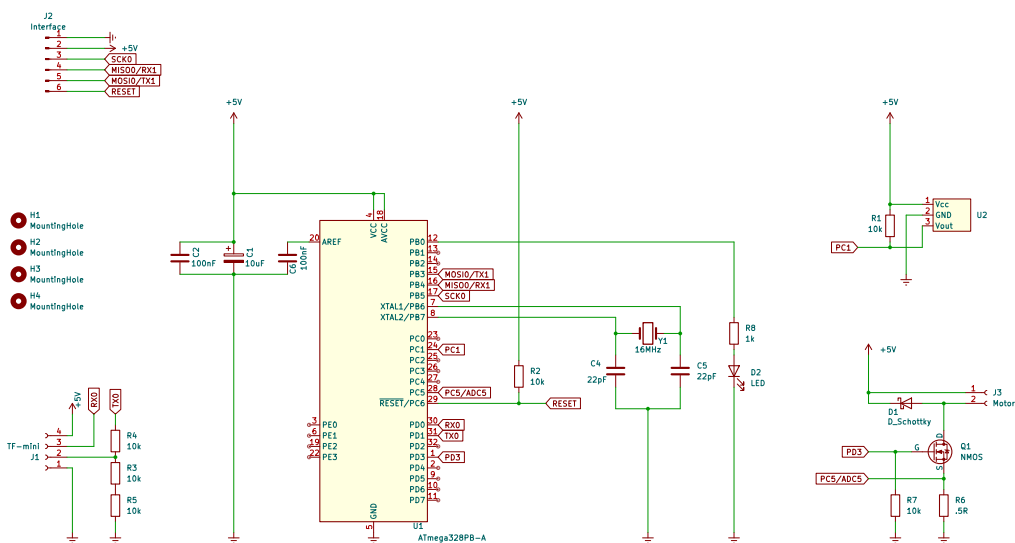 J2
Interface
1
2 +5V
3 SCK0
4 MISO0/RX1
5 MOSI0/TX1
6 RESET
+5V
+5V
+5V
H1
MountingHole
H2
MountingHole
H3
MountingHole
H4
MountingHole
C2
100nF
C1
10uF
C6
100nF
4 18
VCC AVCC
20 AREF
PB0 12
PB1 13
PB2 14
PB3 15 MOSI0/TX1
PB4 16 MISO0/RX1
PB5 17 SCK0
XTAL1/PB6 7
XTAL2/PB7 8
PC0 23
PC1 24 PC1
PC2 25
PC3 26
PC4 27
PC5 28 PC5/ADC5
RESET/PC6 29 RESET
3 PE0 PD0 30 RX0
6 PE1 PD1 31 TX0
19 PE2 PD2 32
22 PE3 PD3 1 PD3
PD4 2
PD5 9
PD6 10
PD7 11
GND
5
U1
ATmega328PB-A
R2
10k
Y1
16MHz
C4
22pF
C5
22pF
R8
1k
D2
LED
R1
10k
PC1
1 Vcc
2 GND
3 Vout
U2
+5V
1 J3
2 Motor
D1
D_Schottky
D
G
S
Q1
NMOS
PD3
PC5/ADC5
R7
10k
R6
.5R
+5V
RX0
TX0
4
3
2
1
TF-mini
J1
R4
10k
R3
10k
R5
10k